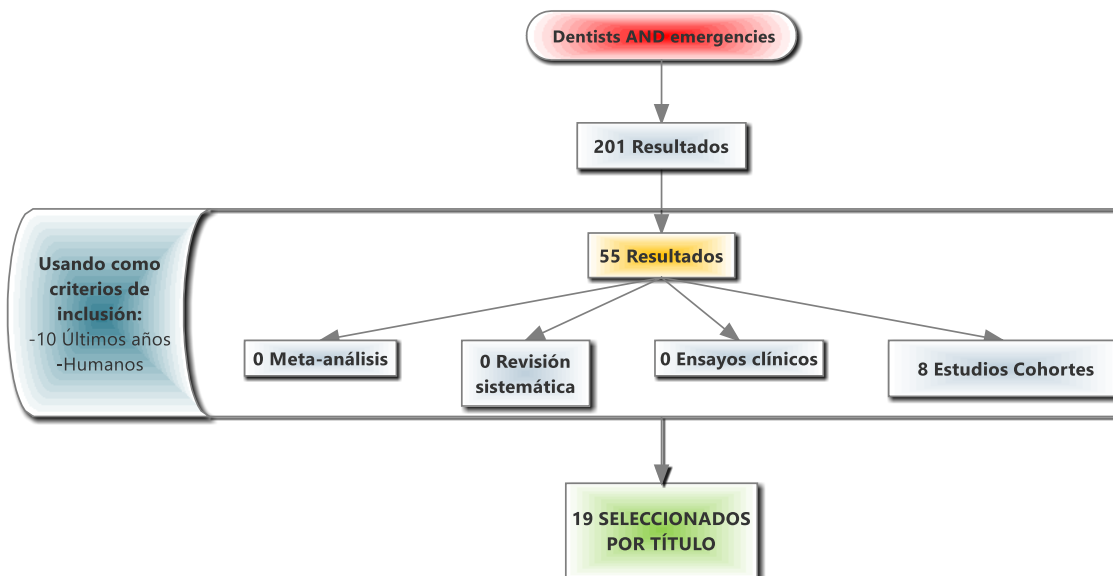 Dentists AND emergencies
201 Resultados
Usando como
criterios de
inclusión:
-10 Últimos años
-Humanos
55 Resultados
0 Meta-análisis
0 Revisión
sistemática
0 Ensayos clínicos
8 Estudios Cohortes
19 SELECCIONADOS
POR TÍTULO